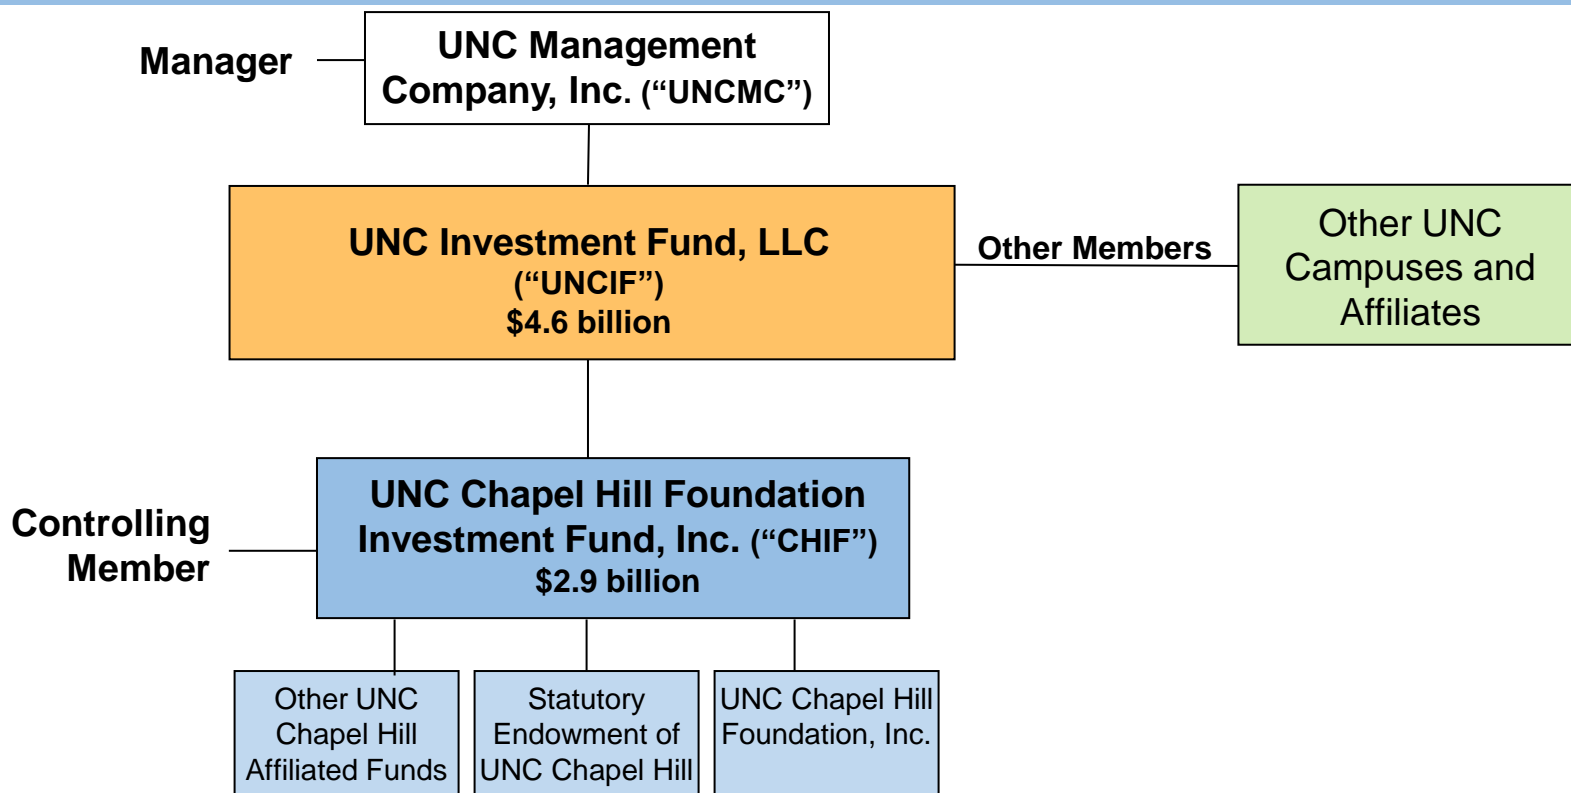 Manager
UNC Management
Company, Inc. (“UNCMC”)
UNC Investment Fund, LLC
(“UNCIF”)
$4.6 billion
Other Members
Other UNC
Campuses and
Affiliates
Controlling
Member
UNC Chapel Hill Foundation
Investment Fund, Inc. (“CHIF”)
$2.9 billion
Other UNC
Chapel Hill
Affiliated Funds
Statutory
Endowment of
UNC Chapel Hill
UNC Chapel Hill
Foundation, Inc.